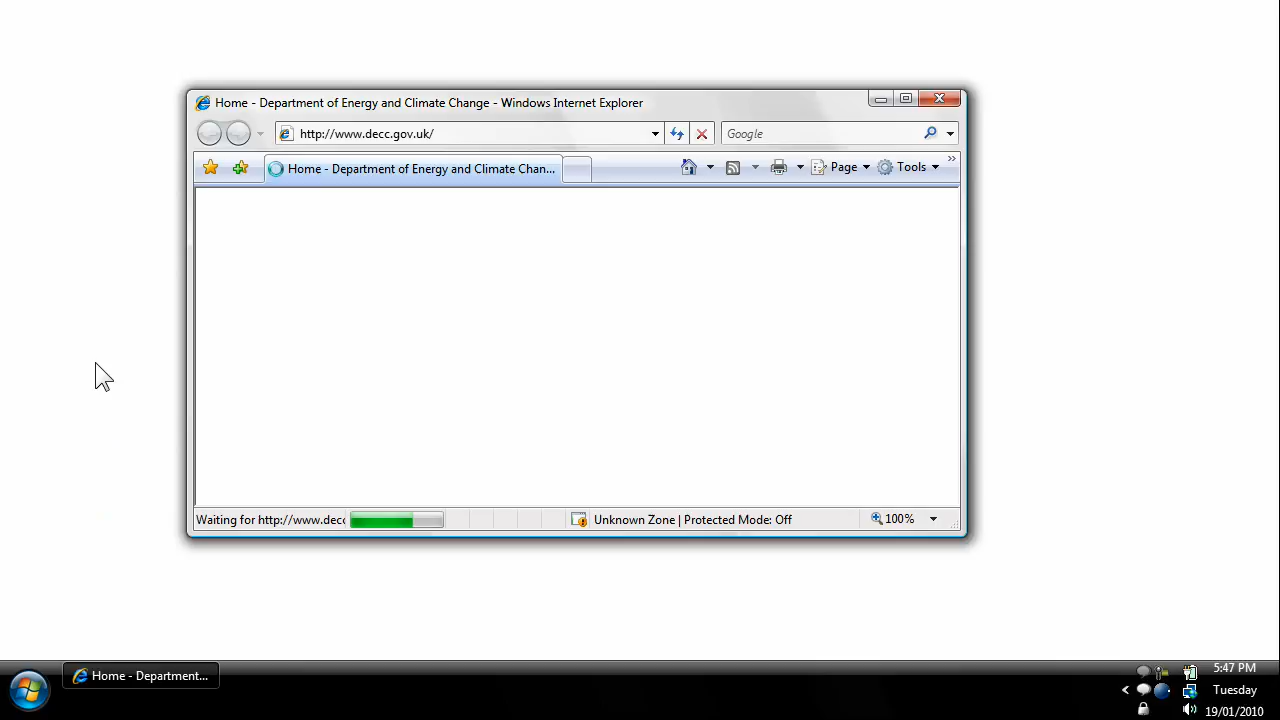 Home - Department of Energy and Climate Change - Windows Internet Explorer
http://www.decc.gov.uk/
Google
Home - Department of Energy and Climate Chan...
Page
Tools
Waiting for http://www.decc
Unknown Zone | Protected Mode: Off
100%
Home - Department...
5:47 PM
Tuesday
19/01/2010